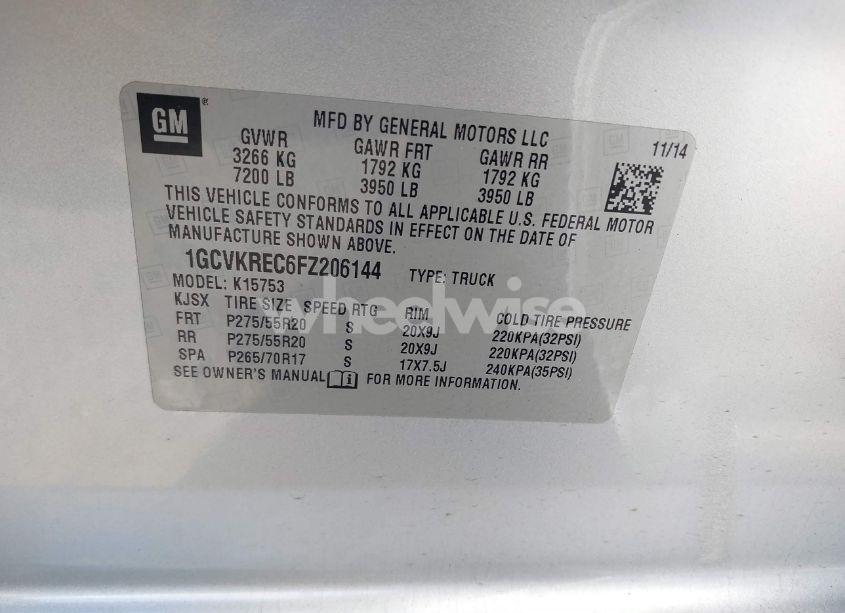 GM ®
MFD BY GENERAL MOTORS LLC
11/14
GVWR GAWR FRT GAWR RR
3266 KG 1792 KG 1792 KG
7200 LB 3950 LB 3950 LB
THIS VEHICLE CONFORMS TO ALL APPLICABLE U.S. FEDERAL MOTOR
VEHICLE SAFETY STANDARDS IN EFFECT ON THE DATE OF
MANUFACTURE SHOWN ABOVE.
1GCVKREC6FZ206144 TYPE: TRUCK
MODEL: K15753
KJSX TIRE SIZE SPEED RTG RIM COLD TIRE PRESSURE
FRT P275/55R20 S 20X9J 220KPA(32PSI)
RR P275/55R20 S 20X9J 220KPA(32PSI)
SPA P265/70R17 S 17X7.5J 240KPA(35PSI)
SEE OWNER'S MANUAL i FOR MORE INFORMATION.
wheelwise